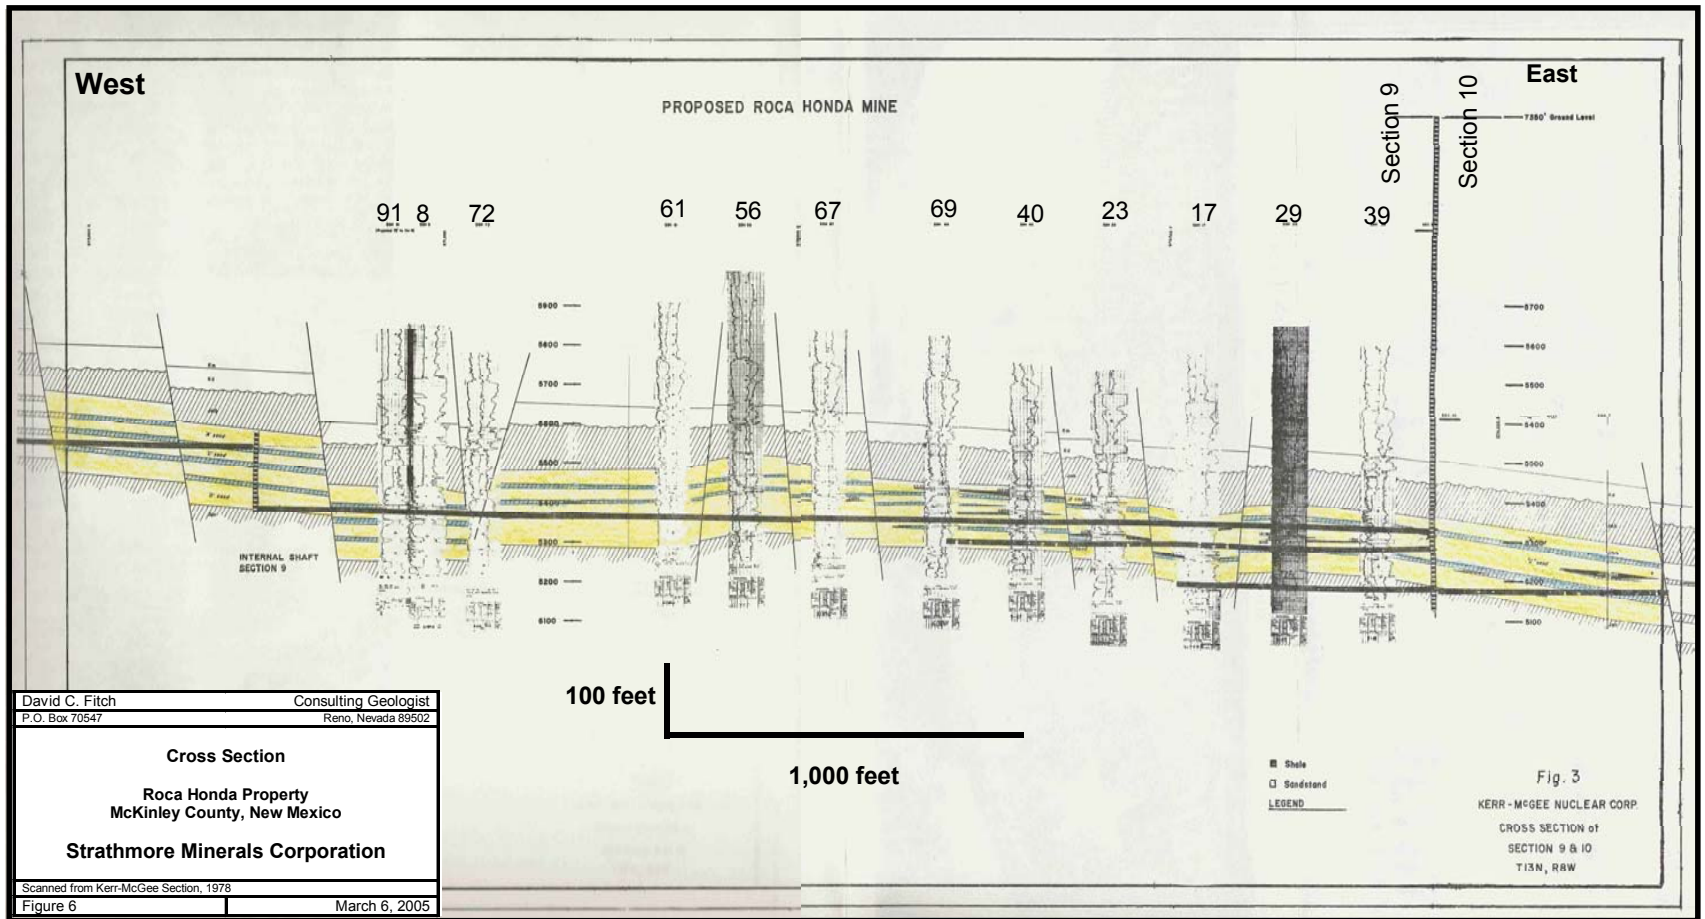 West
East
PROPOSED ROCA HONDA MINE
Section 9
Section 10
7380' Ground Level
91 8 72 61 56 67 69 40 23 17 29 39
5900
5800
5700
5600
5500
5400
5300
5200
5100
5700
5600
5500
5400
5500
5400
5300
5200
5100
INTERNAL SHAFT
SECTION 9
100 feet
1,000 feet
Shale
Sandstand
LEGEND
Fig. 3
KERR-McGEE NUCLEAR CORP.
CROSS SECTION of
SECTION 9 & 10
T13N, R8W
David C. Fitch Consulting Geologist
P.O. Box 70547 Reno, Nevada 89502
Cross Section
Roca Honda Property
McKinley County, New Mexico
Strathmore Minerals Corporation
Scanned from Kerr-McGee Section, 1978
Figure 6 March 6, 2005